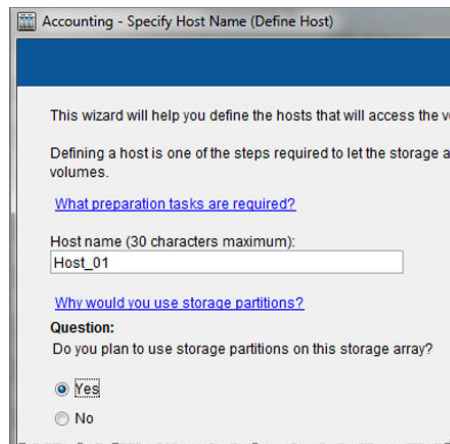 Accounting - Specify Host Name (Define Host)
This wizard will help you define the hosts that will access the
Defining a host is one of the steps required to let the storage
volumes.
What preparation tasks are required?
Host name (30 characters maximum):
Host_01
Why would you use storage partitions?
Question:
Do you plan to use storage partitions on this storage array?
Yes
No